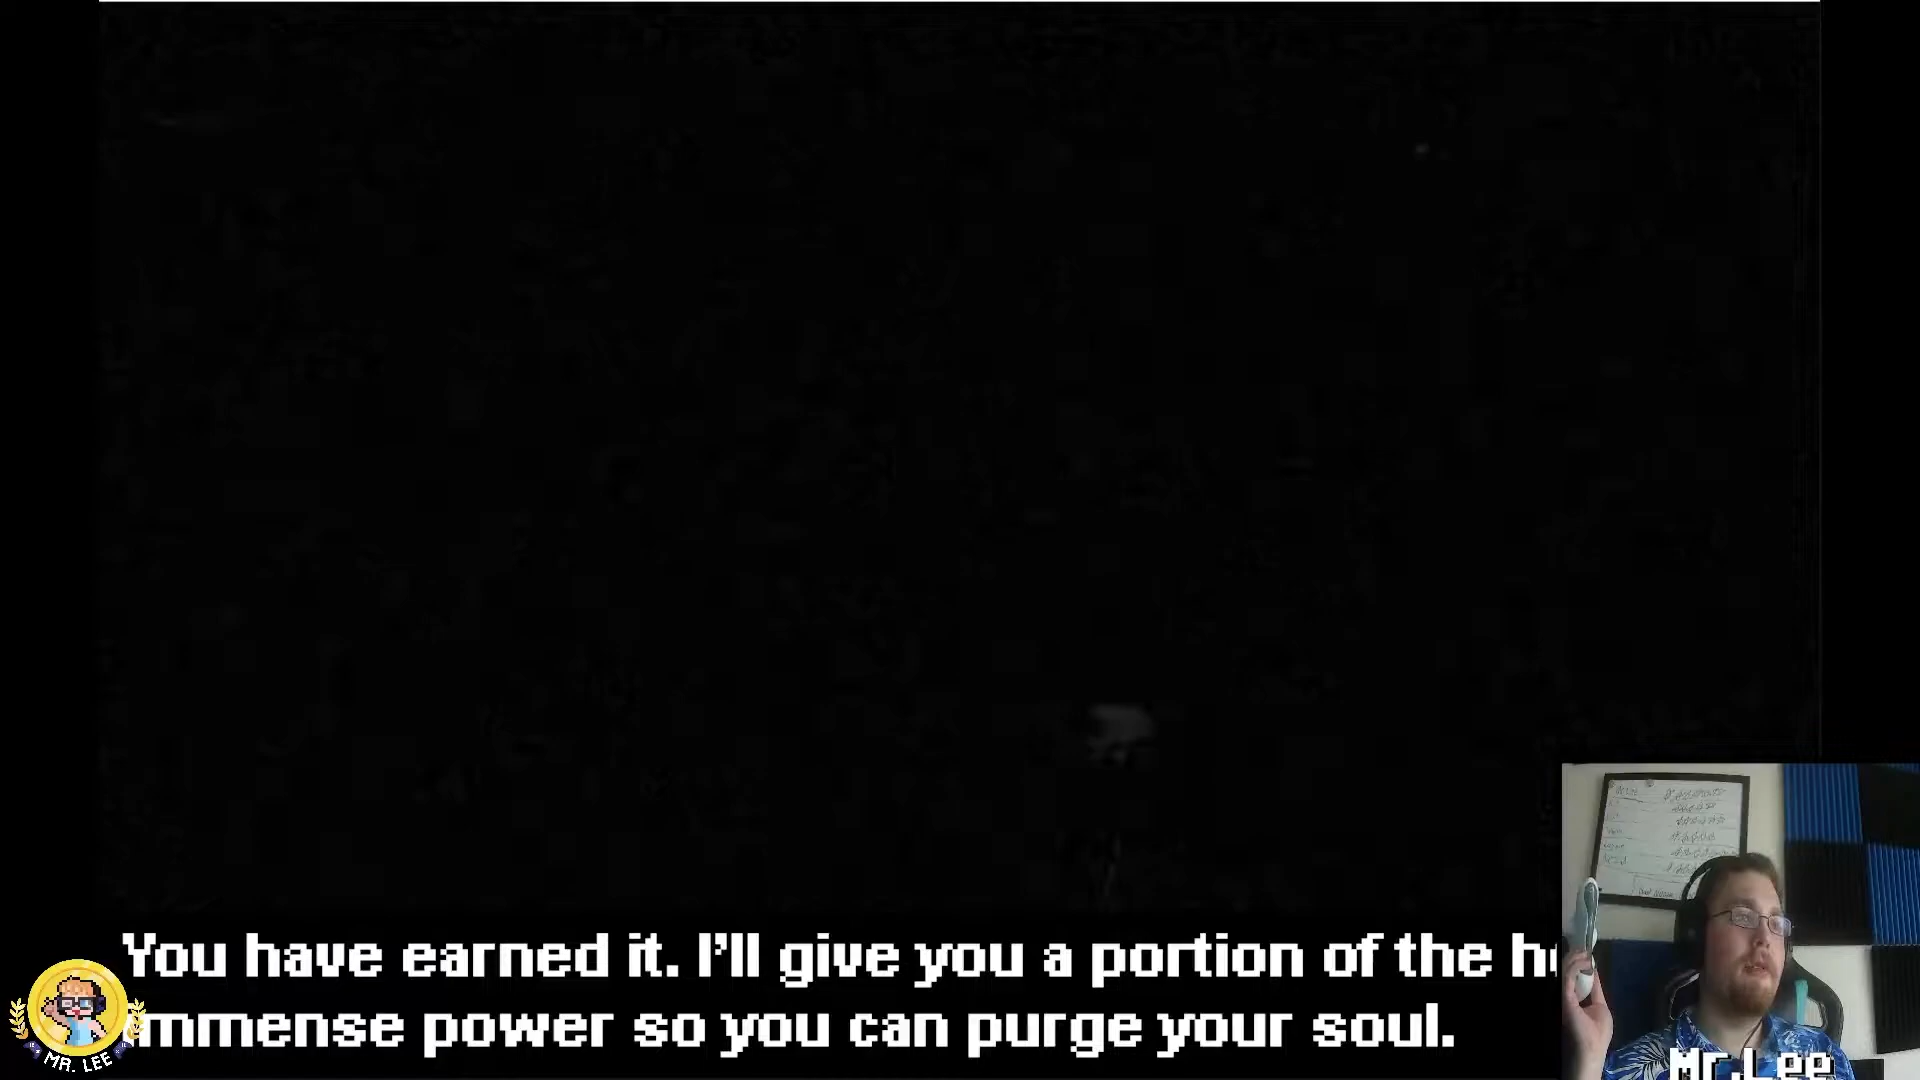 You have earned it. I'll give you a portion of the
immense power so you can purge your soul.
MR. LEE
Mr.Lee